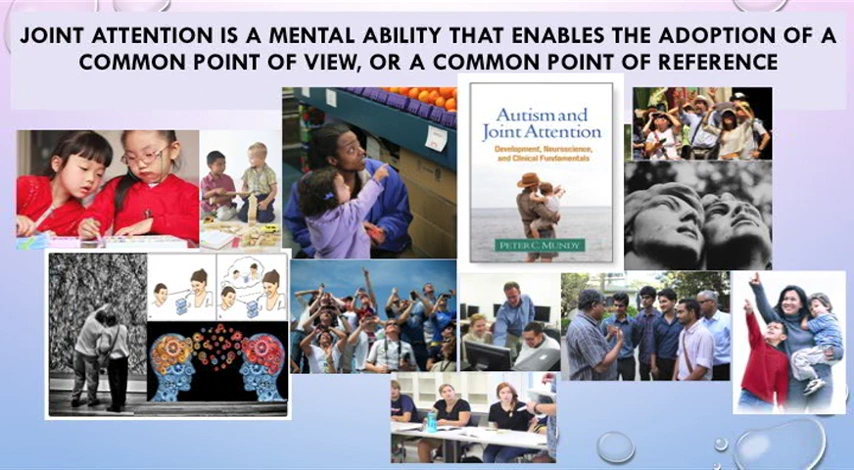 JOINT ATTENTION IS A MENTAL ABILITY THAT ENABLES THE ADOPTION OF A
COMMON POINT OF VIEW, OR A COMMON POINT OF REFERENCE
Autism and
Joint Attention
Development, Neuroscience,
and Clinical Fundamentals
PETER C. MUNDY